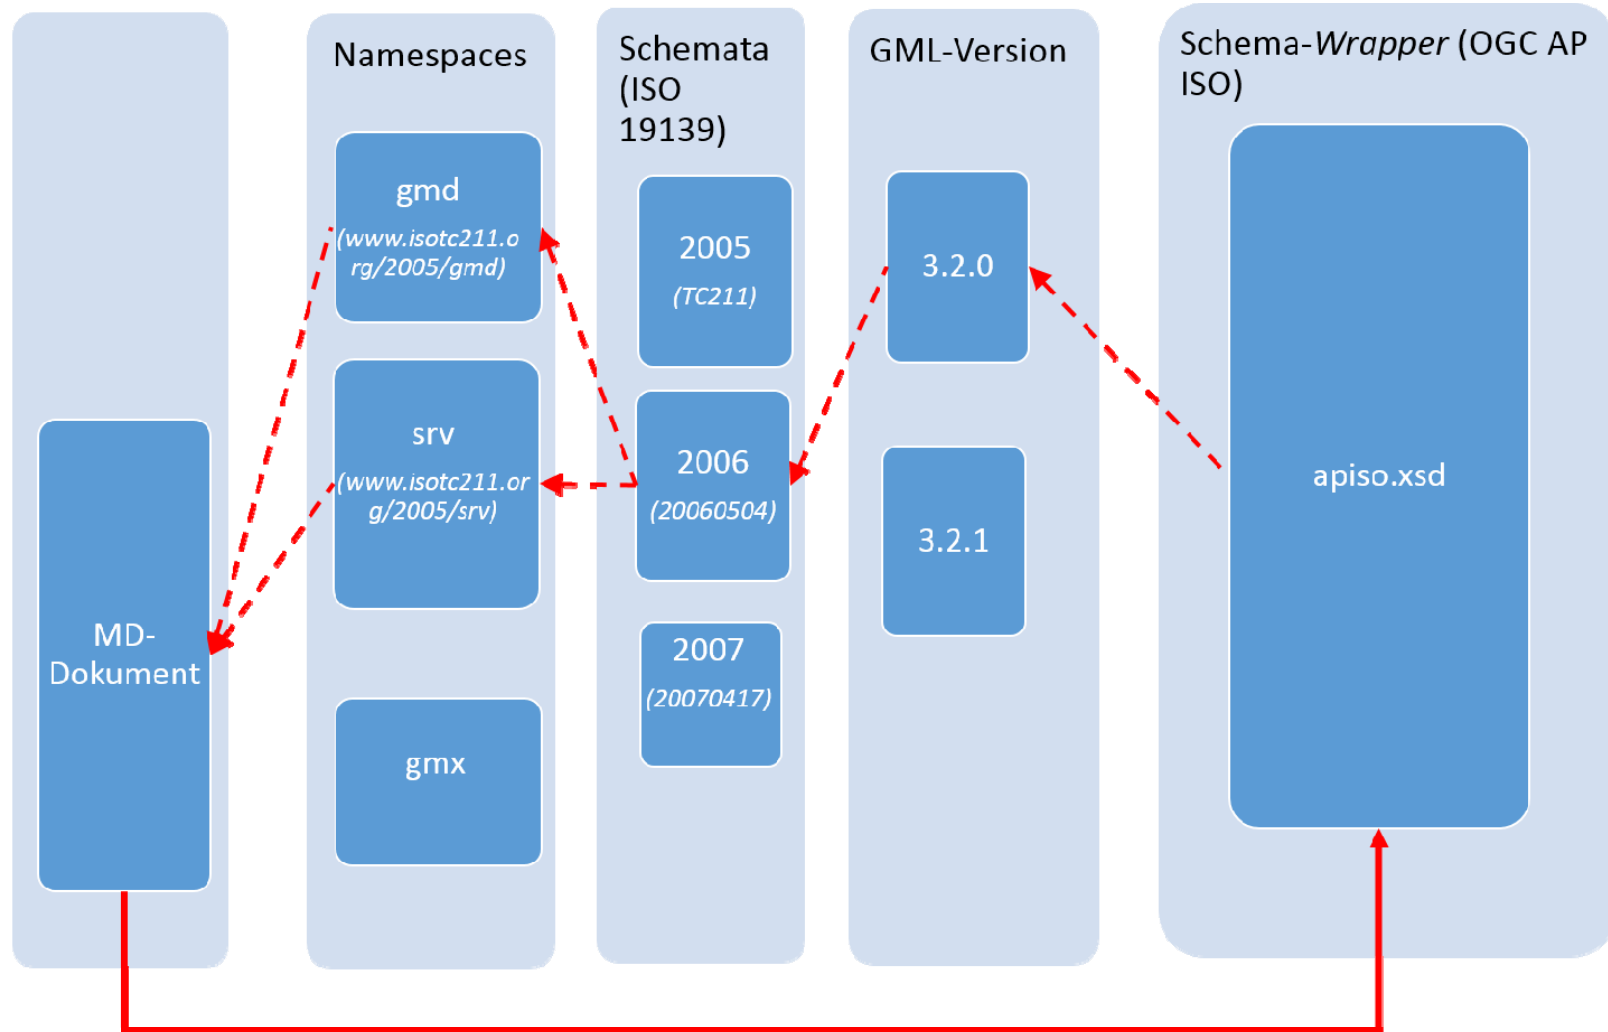 Namespaces
gmd
(www.isotc211.o
rg/2005/gmd)
srv
(www.isotc211.or
g/2005/srv)
gmx
Schemata
(ISO
19139)
2005
(TC211)
2006
(20060504)
2007
(20070417)
GML-Version
3.2.0
3.2.1
Schema-Wrapper (OGC AP
ISO)
apiso.xsd
MD-
Dokument